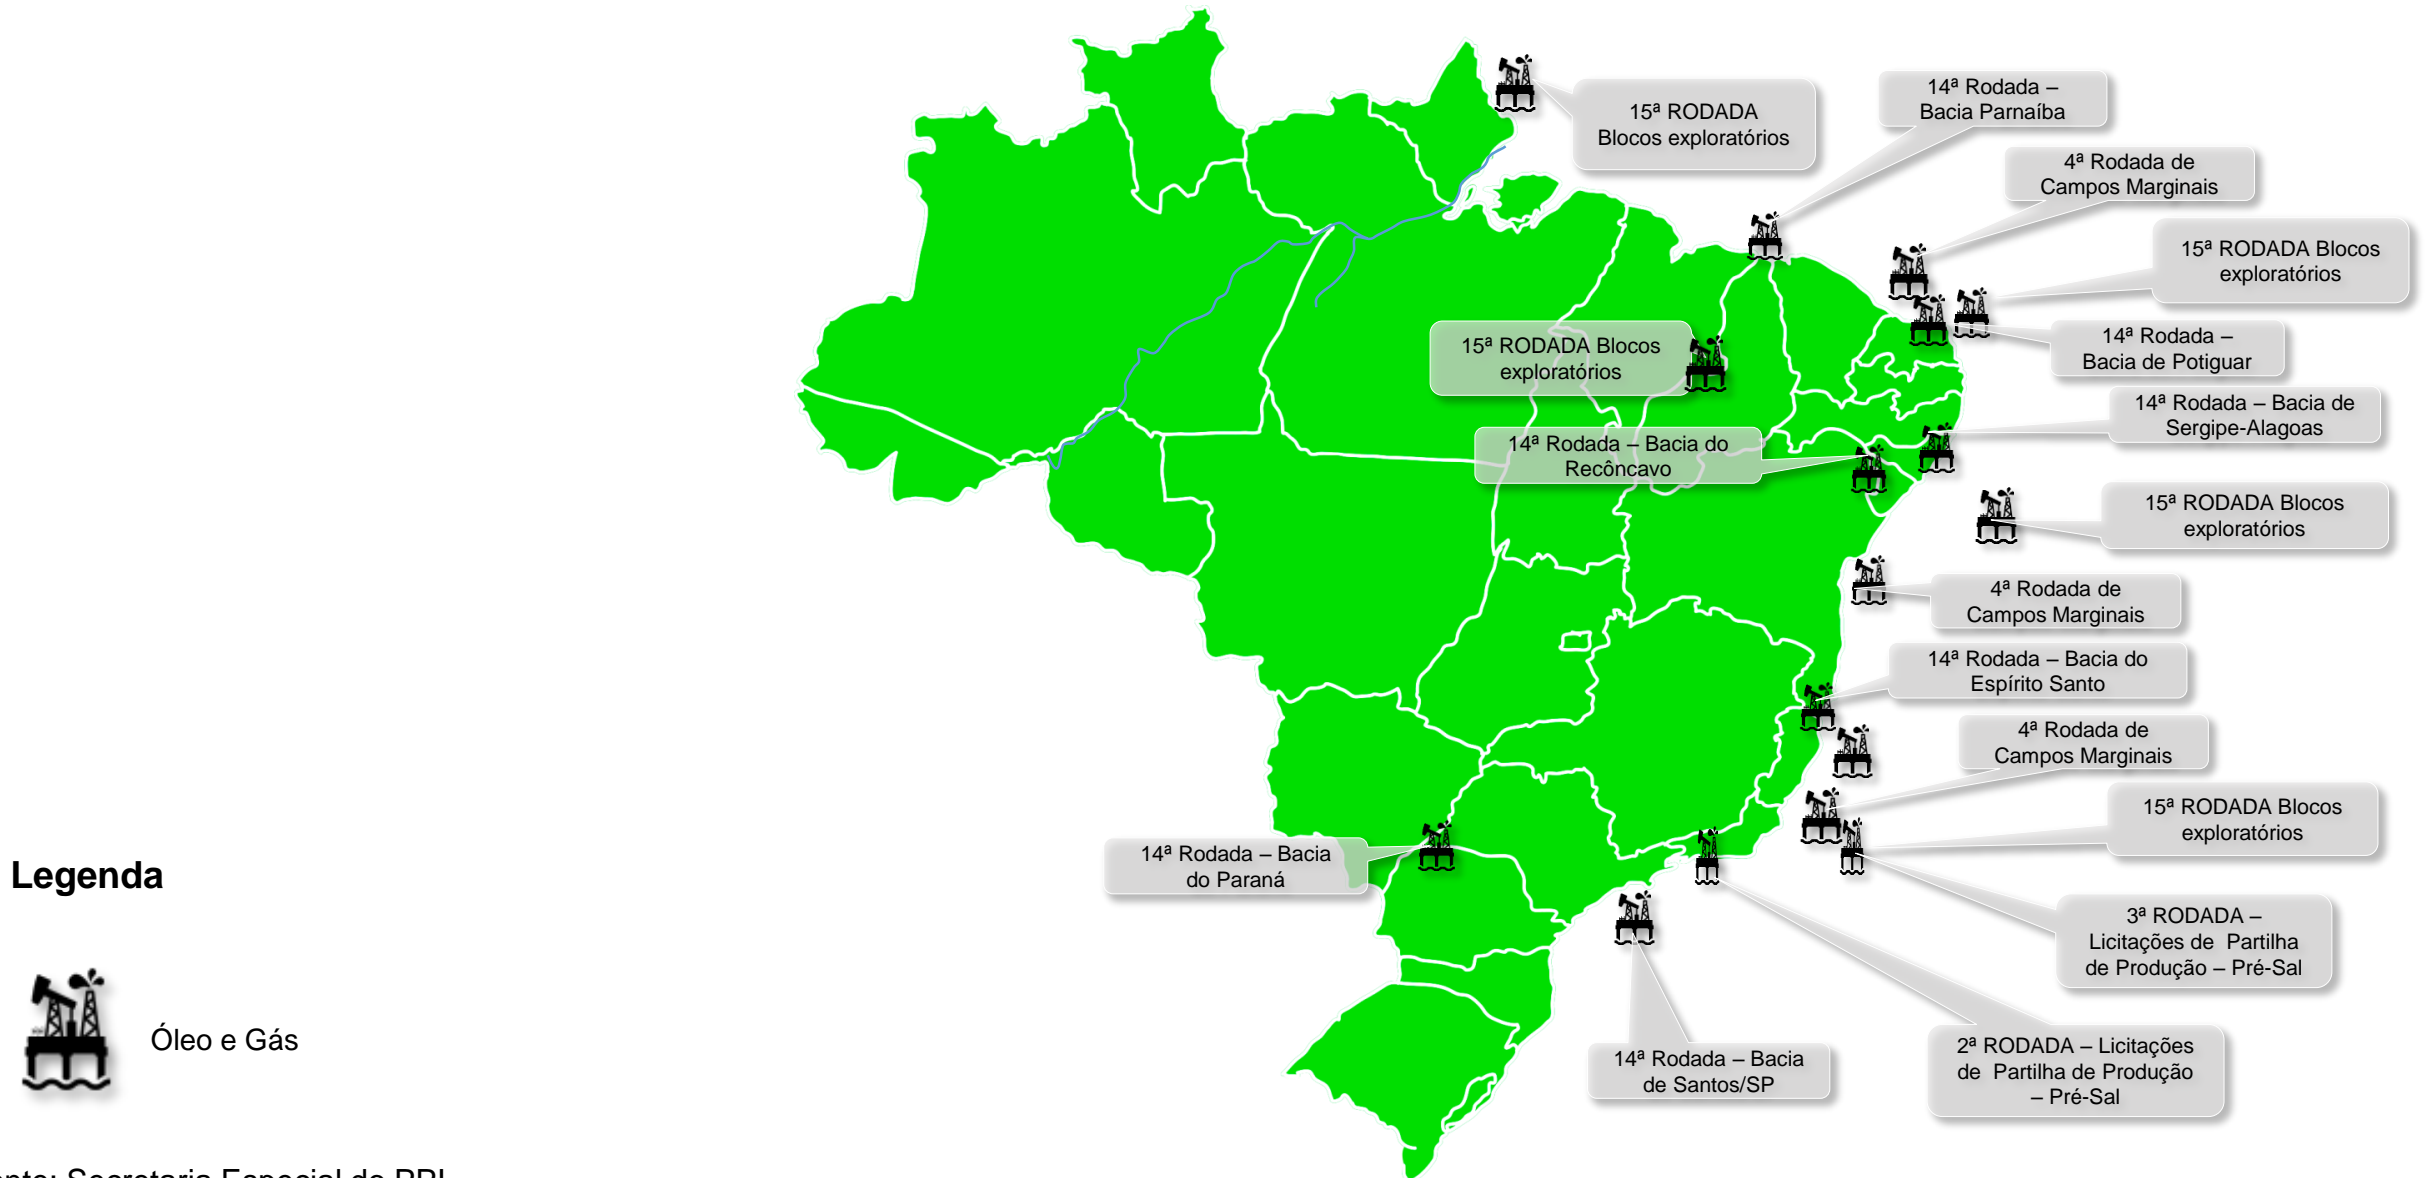 15ª RODADA
Blocos exploratórios
14ª Rodada –
Bacia Parnaíba
4ª Rodada de
Campos Marginais
15ª RODADA Blocos
exploratórios
14ª Rodada –
Bacia de Potiguar
15ª RODADA Blocos
exploratórios
14ª Rodada – Bacia de
Sergipe-Alagoas
14ª Rodada – Bacia do
Recôncavo
15ª RODADA Blocos
exploratórios
4ª Rodada de
Campos Marginais
14ª Rodada – Bacia do
Espírito Santo
4ª Rodada de
Campos Marginais
15ª RODADA Blocos
exploratórios
14ª Rodada – Bacia
do Paraná
3ª RODADA –
Licitações de Partilha
de Produção – Pré-Sal
2ª RODADA – Licitações
de Partilha de Produção
– Pré-Sal
14ª Rodada – Bacia
de Santos/SP
Legenda
Óleo e Gás
Secretaria Especial do PPI